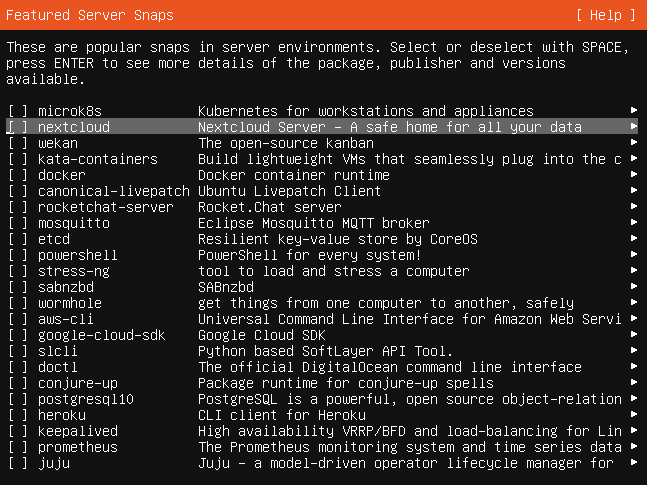 Featured Server Snaps [ Help ]
These are popular snaps in server environments. Select or deselect with SPACE,
press ENTER to see more details of the package, publisher and versions
available.
[ ] microk8s Kubernetes for workstations and appliances ▸
[ ] nextcloud Nextcloud Server – A safe home for all your data ▸
[ ] wekan The open-source kanban ▸
[ ] kata-containers Build lightweight VMs that seamlessly plug into the c ▸
[ ] docker Docker container runtime ▸
[ ] canonical-livepatch Ubuntu Livepatch Client ▸
[ ] rocketchat-server Rocket.Chat server ▸
[ ] mosquitto Eclipse Mosquitto MQTT broker ▸
[ ] etcd Resilient key-value store by CoreOS ▸
[ ] powershell PowerShell for every system! ▸
[ ] stress-ng tool to load and stress a computer ▸
[ ] sabnzbd SABnzbd ▸
[ ] wormhole get things from one computer to another, safely ▸
[ ] aws-cli Universal Command Line Interface for Amazon Web Servi ▸
[ ] google-cloud-sdk Google Cloud SDK ▸
[ ] slcli Python based SoftLayer API Tool. ▸
[ ] doctl The official DigitalOcean command line interface ▸
[ ] conjure-up Package runtime for conjure-up spells ▸
[ ] postgresql10 PostgreSQL is a powerful, open source object-relation ▸
[ ] heroku CLI client for Heroku ▸
[ ] keepalived High availability VRRP/BFD and load-balancing for Lin ▸
[ ] prometheus The Prometheus monitoring system and time series data ▸
[ ] juju Juju – a model-driven operator lifecycle manager for ▸